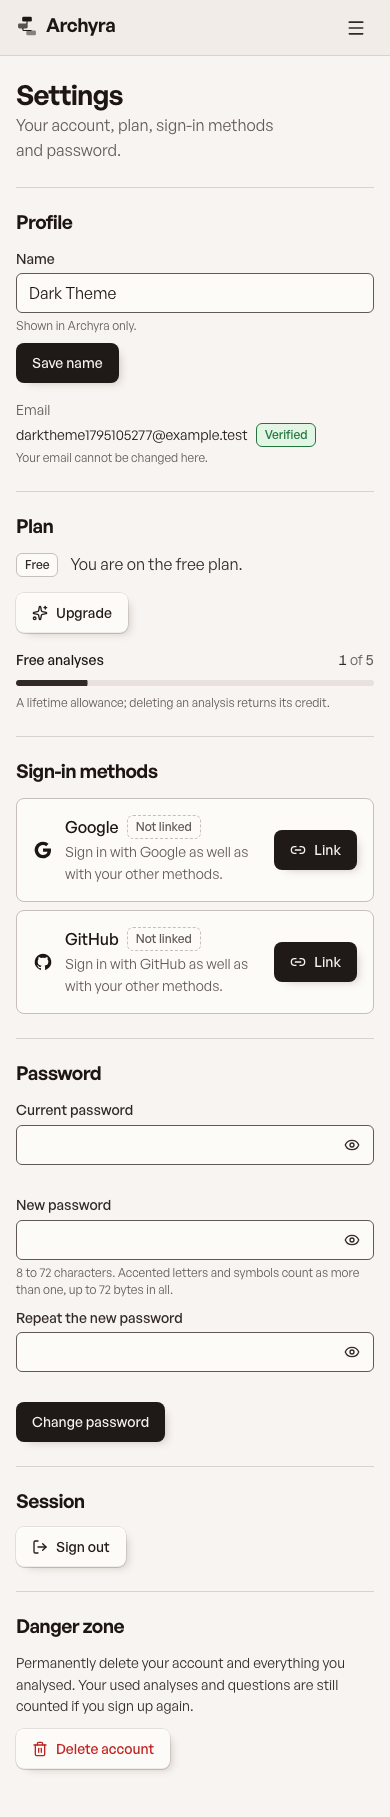 Archyra
Settings
Your account, plan, sign-in methods
and password.
Profile
Name
Dark Theme
Shown in Archyra only.
Save name
Email
darktheme1795105277@example.test Verified
Your email cannot be changed here.
Plan
Free You are on the free plan.
Upgrade
Free analyses 1 of 5
A lifetime allowance; deleting an analysis returns its credit.
Sign-in methods
Google Not linked
Sign in with Google as well as
with your other methods.
Link
GitHub Not linked
Sign in with GitHub as well as
with your other methods.
Link
Password
Current password
New password
8 to 72 characters. Accented letters and symbols count as more
than one, up to 72 bytes in all.
Repeat the new password
Change password
Session
Sign out
Danger zone
Permanently delete your account and everything you
analysed. Your used analyses and questions are still
counted if you sign up again.
Delete account